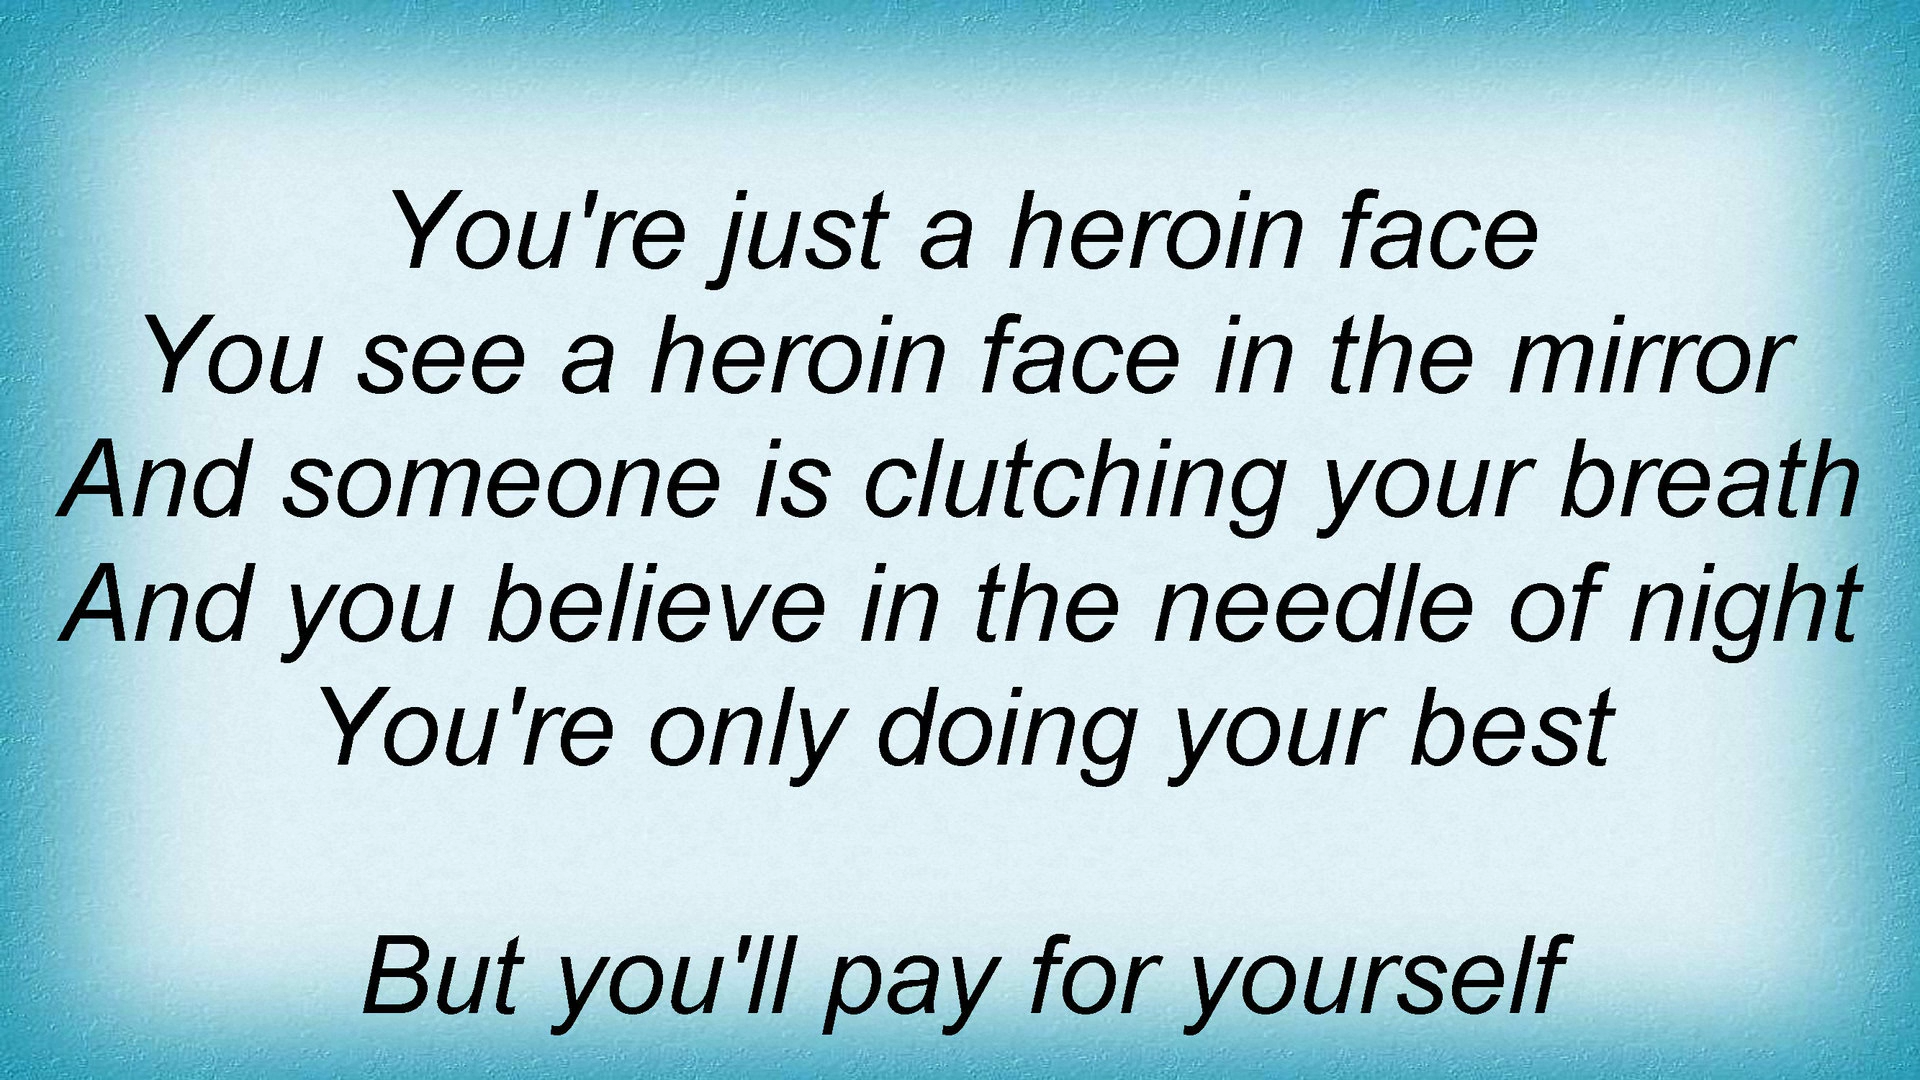 You're just a heroin face
You see a heroin face in the mirror
And someone is clutching your breath
And you believe in the needle of night
You're only doing your best
But you'll pay for yourself